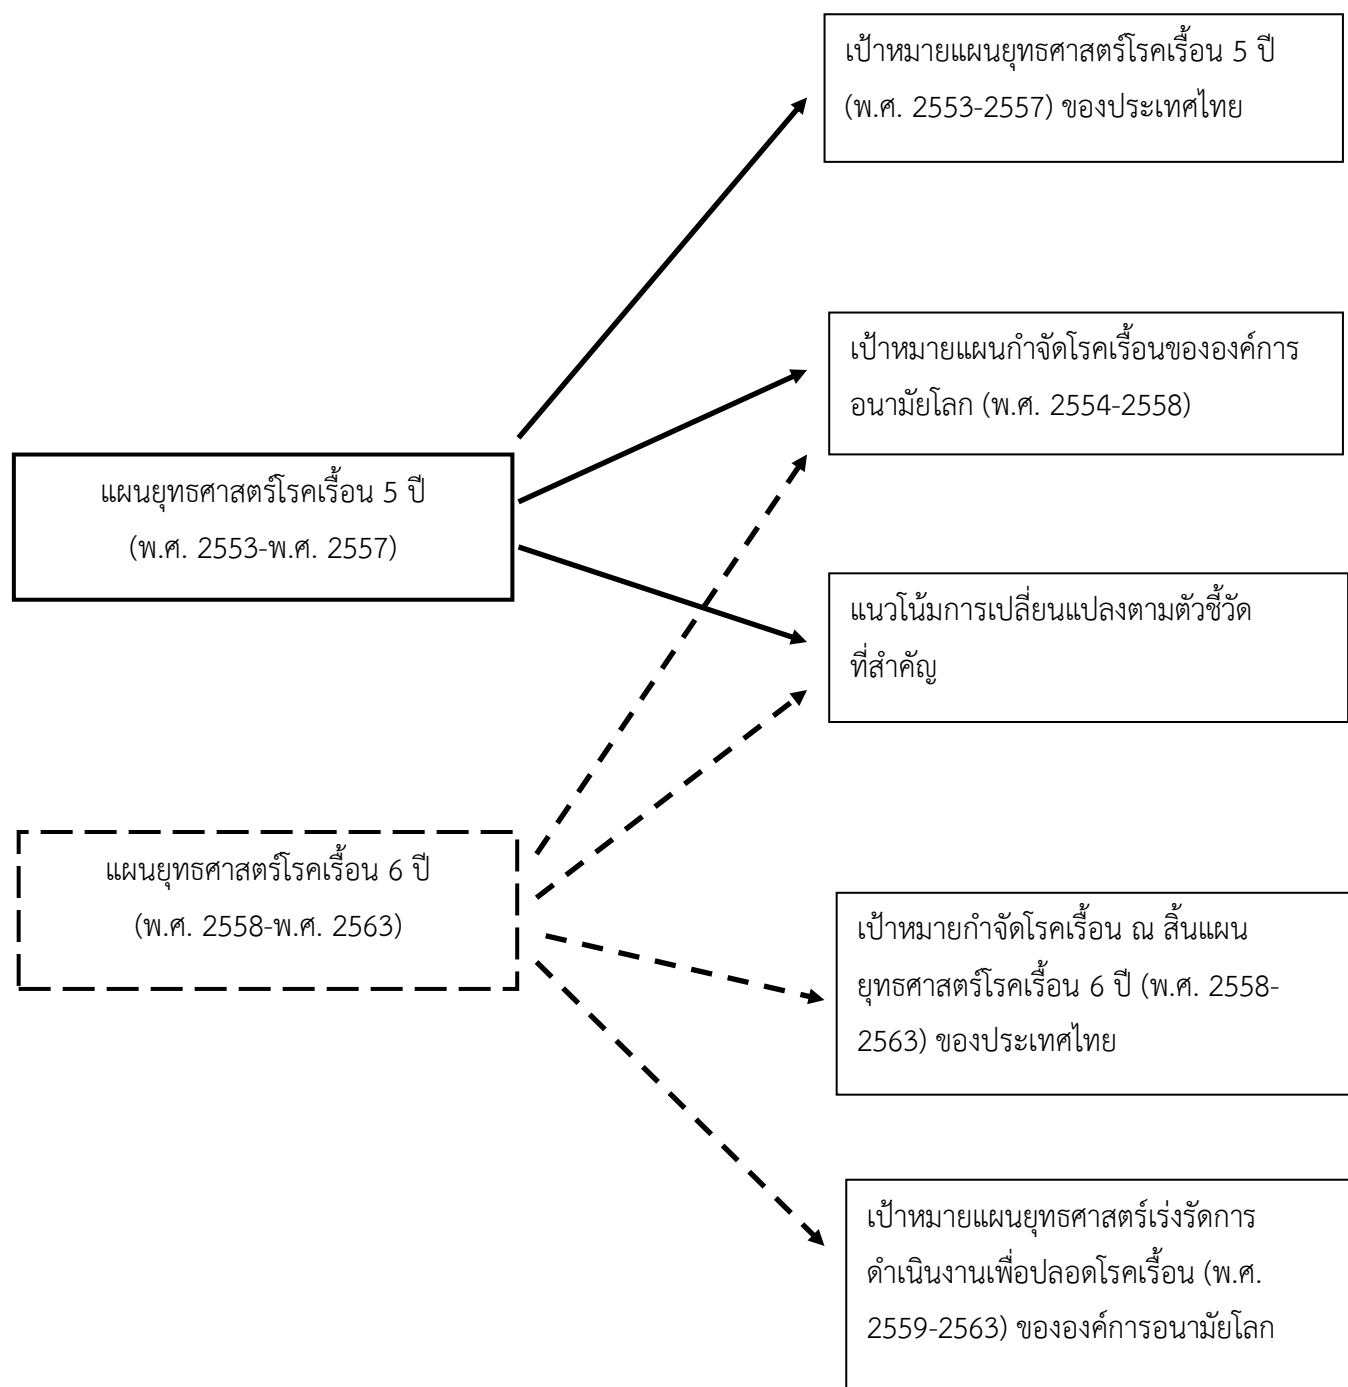 เป้าหมายแผนยุทธศาสตร์โรคเรื้อน 5 ปี
(พ.ศ. 2553-2557) ของประเทศไทย
เป้าหมายแผนกำจัดโรคเรื้อนขององค์การ
อนามัยโลก (พ.ศ. 2554-2558)
แผนยุทธศาสตร์โรคเรื้อน 5 ปี
(พ.ศ. 2553-พ.ศ. 2557)
แนวโน้มการเปลี่ยนแปลงตามตัวชี้วัด
ที่สำคัญ
แผนยุทธศาสตร์โรคเรื้อน 6 ปี
(พ.ศ. 2558-พ.ศ. 2563)
เป้าหมายกำจัดโรคเรื้อน ณ สิ้นแผน
ยุทธศาสตร์โรคเรื้อน 6 ปี (พ.ศ. 2558-
2563) ของประเทศไทย
เป้าหมายแผนยุทธศาสตร์เร่งรัดการ
ดำเนินงานเพื่อปลอดโรคเรื้อน (พ.ศ.
2559-2563) ขององค์การอนามัยโลก